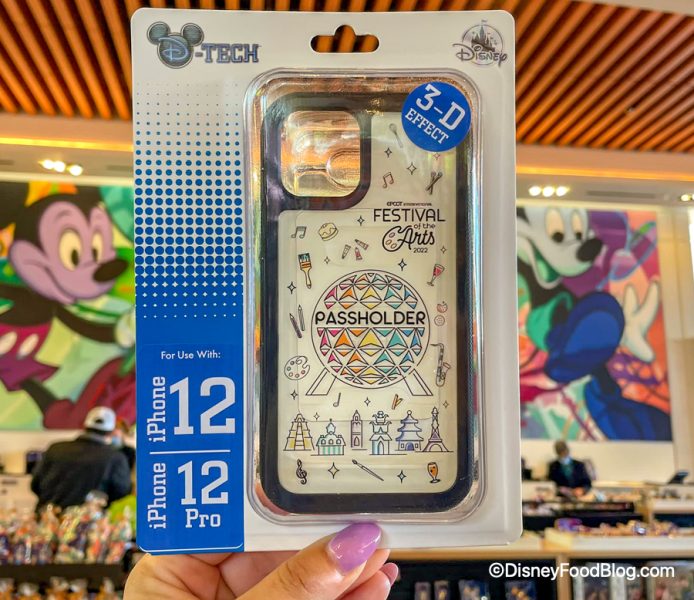 D-TECH
DISNEY
3-D
EFFECT
EPCOT INTERNATIONAL
FESTIVAL
of the
Arts
2022
PASSHOLDER
For Use With:
iPhone 12
iPhone 12
Pro
©DisneyFoodBlog.com